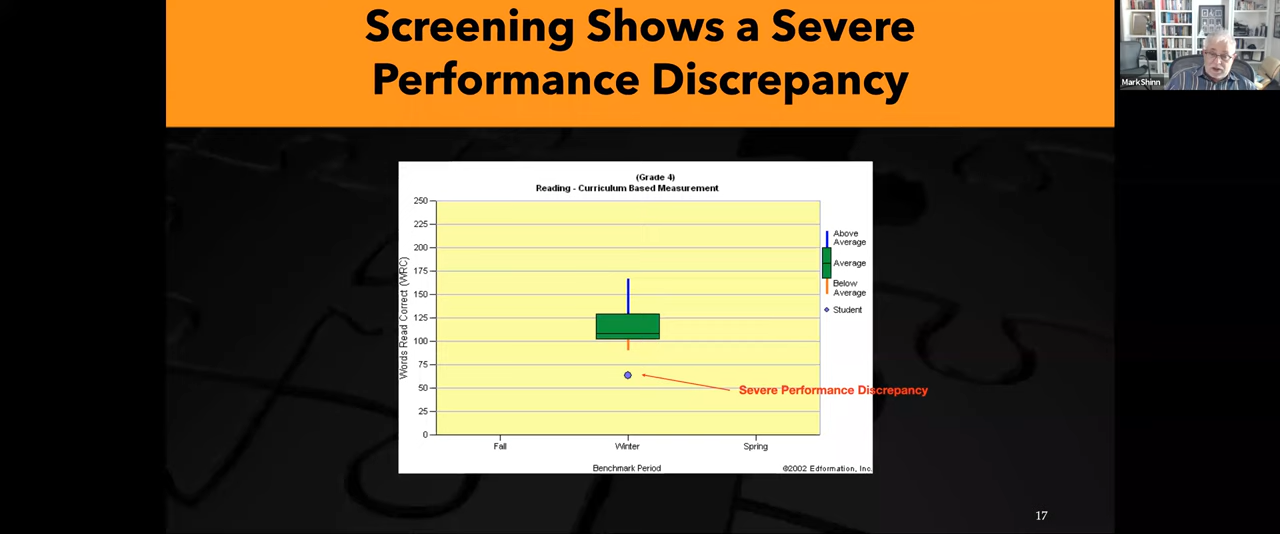 Screening Shows a Severe
Performance Discrepancy
MarkShinn
(Grade 4)
Reading - Curriculum Based Measurement
Words Read Correct (WRC)
250
225
200
175
150
125
100
75
50
25
0
Above
Average
Average
Below
Average
Student
Severe Performance Discrepancy
Fall
Winter
Spring
Benchmark Period
©2002 Edformation, Inc.
17